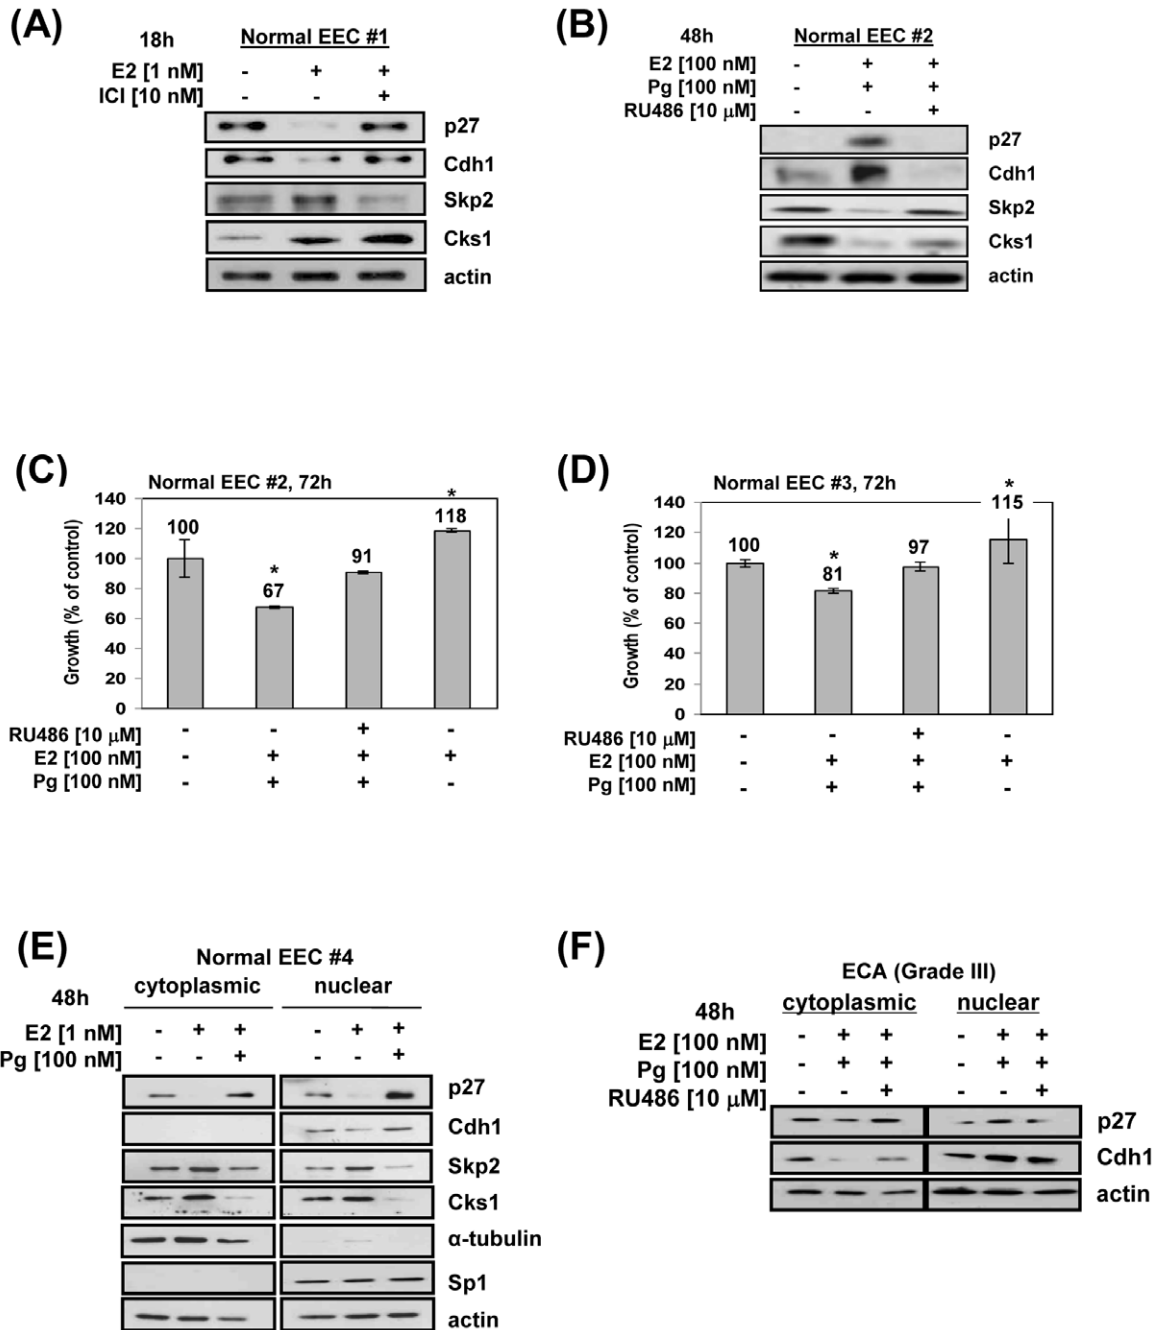 (A)
18h
Normal EEC #1
E2 [1 nM] - + +
ICI [10 nM] - - +
p27
Cdh1
Skp2
Cks1
actin
(B)
48h
Normal EEC #2
E2 [100 nM] - + +
Pg [100 nM] - + +
RU486 [10 μM] - - +
p27
Cdh1
Skp2
Cks1
actin
(C)
Normal EEC #2, 72h
Growth (% of control)
140
120
100
80
60
40
20
0
100
*
67
91
*
118
RU486 [10 μM] - - + -
E2 [100 nM] - + + +
Pg [100 nM] - + + -
(D)
Normal EEC #3, 72h
Growth (% of control)
140
120
100
80
60
40
20
0
100
*
81
97
*
115
RU486 [10 μM] - - + -
E2 [100 nM] - + + +
Pg [100 nM] - + + -
(E)
Normal EEC #4
48h
cytoplasmic nuclear
E2 [1 nM] - + + - + +
Pg [100 nM] - - + - - +
p27
Cdh1
Skp2
Cks1
α-tubulin
Sp1
actin
(F)
ECA (Grade III)
48h
cytoplasmic nuclear
E2 [100 nM] - + + - + +
Pg [100 nM] - + + - + +
RU486 [10 μM] - - + - - +
p27
Cdh1
actin